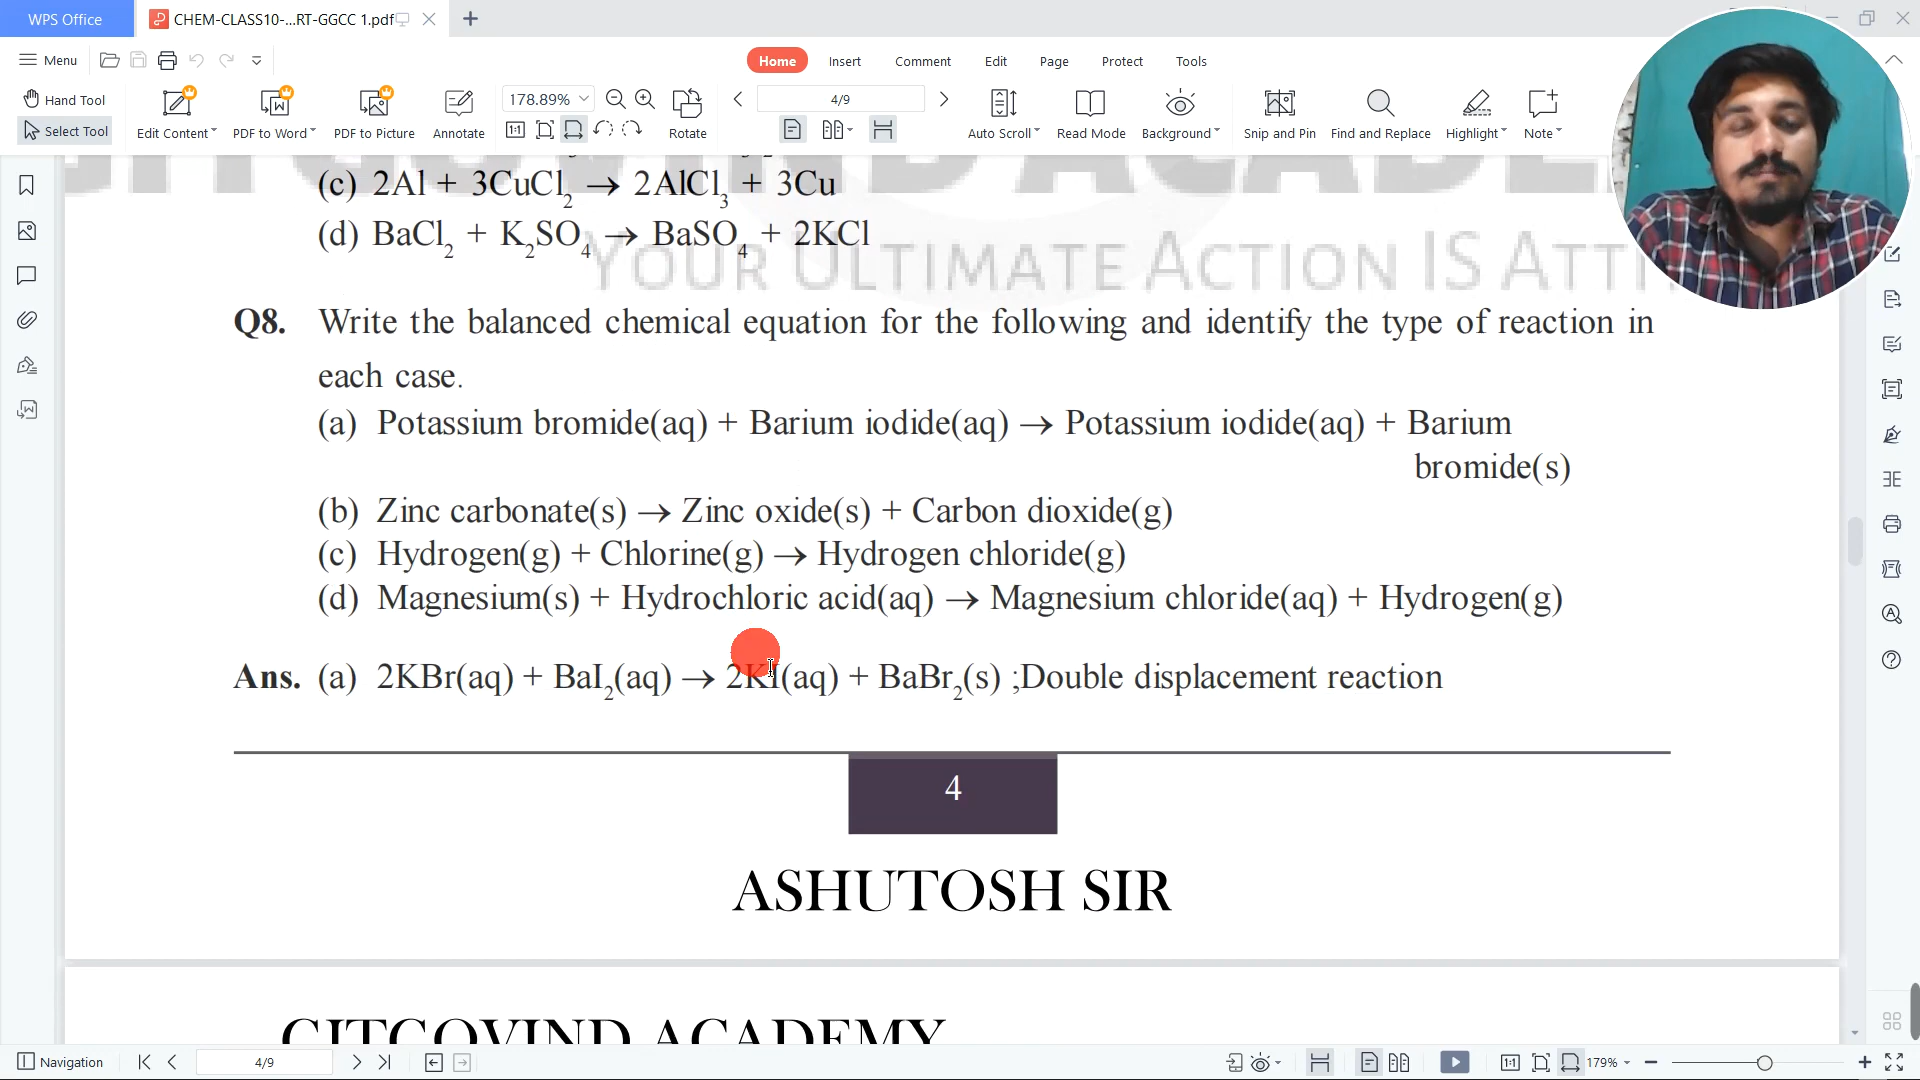 WPS Office
CHEM-CLASS10-...RT-GGCC 1.pdf
Menu
Home Insert Comment Edit Page Protect Tools
Hand Tool
Select Tool
Edit Content PDF to Word PDF to Picture Annotate
178.89%
Rotate
4/9
Auto Scroll Read Mode Background Snip and Pin Find and Replace Highlight Note
(c) 2Al + 3CuCl₂ → 2AlCl₃ + 3Cu
(d) BaCl₂ + K₂SO₄ → BaSO₄ + 2KCl
YOUR ULTIMATE ACTION IS
Q8. Write the balanced chemical equation for the following and identify the type of reaction in
each case.
(a) Potassium bromide(aq) + Barium iodide(aq) → Potassium iodide(aq) + Barium
bromide(s)
(b) Zinc carbonate(s) → Zinc oxide(s) + Carbon dioxide(g)
(c) Hydrogen(g) + Chlorine(g) → Hydrogen chloride(g)
(d) Magnesium(s) + Hydrochloric acid(aq) → Magnesium chloride(aq) + Hydrogen(g)
Ans. (a) 2KBr(aq) + BaI₂(aq) → 2KI(aq) + BaBr₂(s) ;Double displacement reaction
4
ASHUTOSH SIR
GITGOVIND ACADEMY
Navigation
4/9
179%